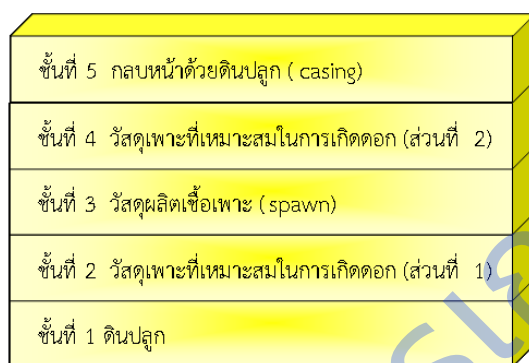 ชั้นที่ 5 กลบหน้าด้วยดินปลูก ( casing)
ชั้นที่ 4 วัสดุเพาะที่เหมาะสมในการเกิดดอก (ส่วนที่ 2)
ชั้นที่ 3 วัสดุผลิตเชื้อเพาะ (spawn)
ชั้นที่ 2 วัสดุเพาะที่เหมาะสมในการเกิดดอก (ส่วนที่ 1)
ชั้นที่ 1 ดินปลูก